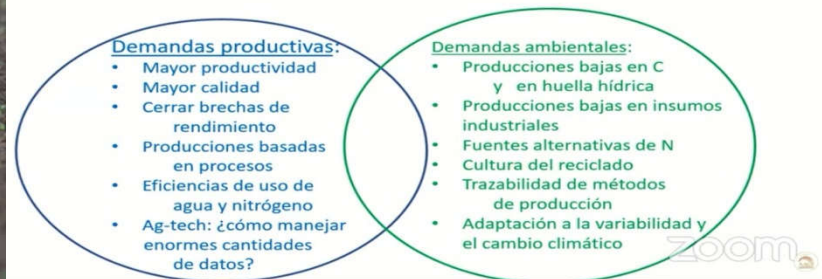 Demandas productivas:
• Mayor productividad
• Mayor calidad
• Cerrar brechas de
rendimiento
• Producciones basadas
en procesos
• Eficiencias de uso de
agua y nitrógeno
• Ag-tech: ¿cómo manejar
enormes cantidades
de datos?
Demandas ambientales:
• Producciones bajas en C
y en huella hídrica
• Producciones bajas en insumos
industriales
• Fuentes alternativas de N
• Cultura del reciclado
• Trazabilidad de métodos
de producción
• Adaptación a la variabilidad y
el cambio climático
zoom